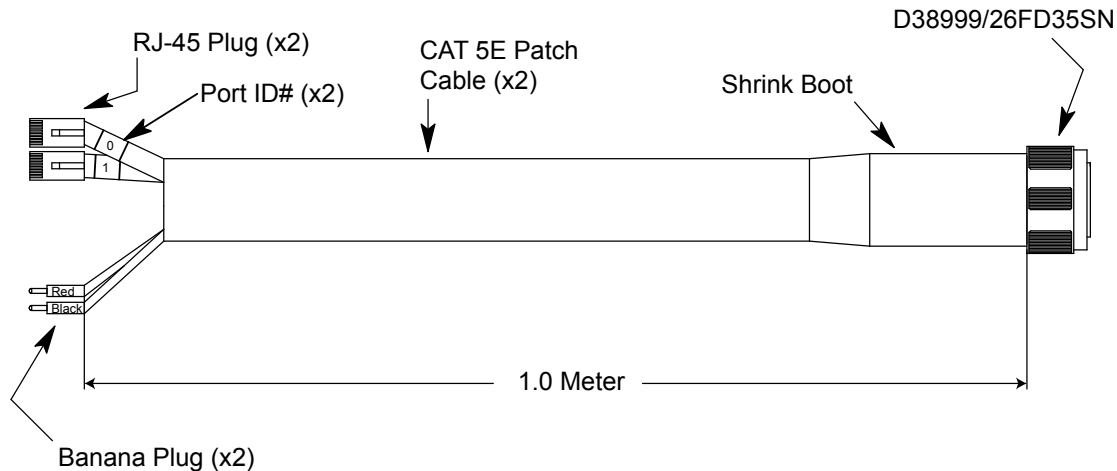 D38999/26FD35SN
RJ-45 Plug (x2)
CAT 5E Patch
Cable (x2)
Port ID# (x2)
Shrink Boot
0
1
Red
Black
1.0 Meter
Banana Plug (x2)